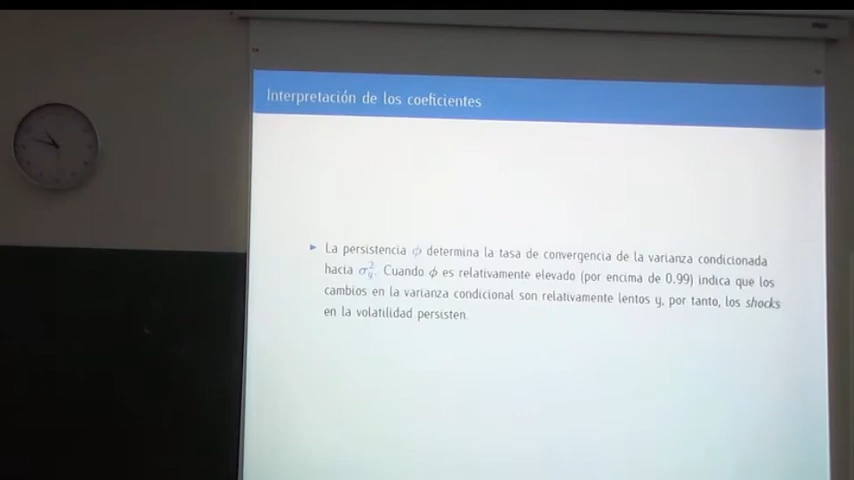 Interpretación de los coeficientes
La persistencia ϕ determina la tasa de convergencia de la varianza condicionada
hacia σ²ᵧ. Cuando ϕ es relativamente elevado (por encima de 0.99) indica que los
cambios en la varianza condicional son relativamente lentos y, por tanto, los shocks
en la volatilidad persisten.